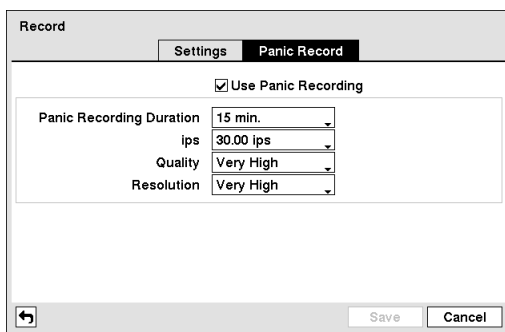 Record
Settings Panic Record
Use Panic Recording
Panic Recording Duration 15 min.
ips 30.00 ips
Quality Very High
Resolution Very High
Save Cancel